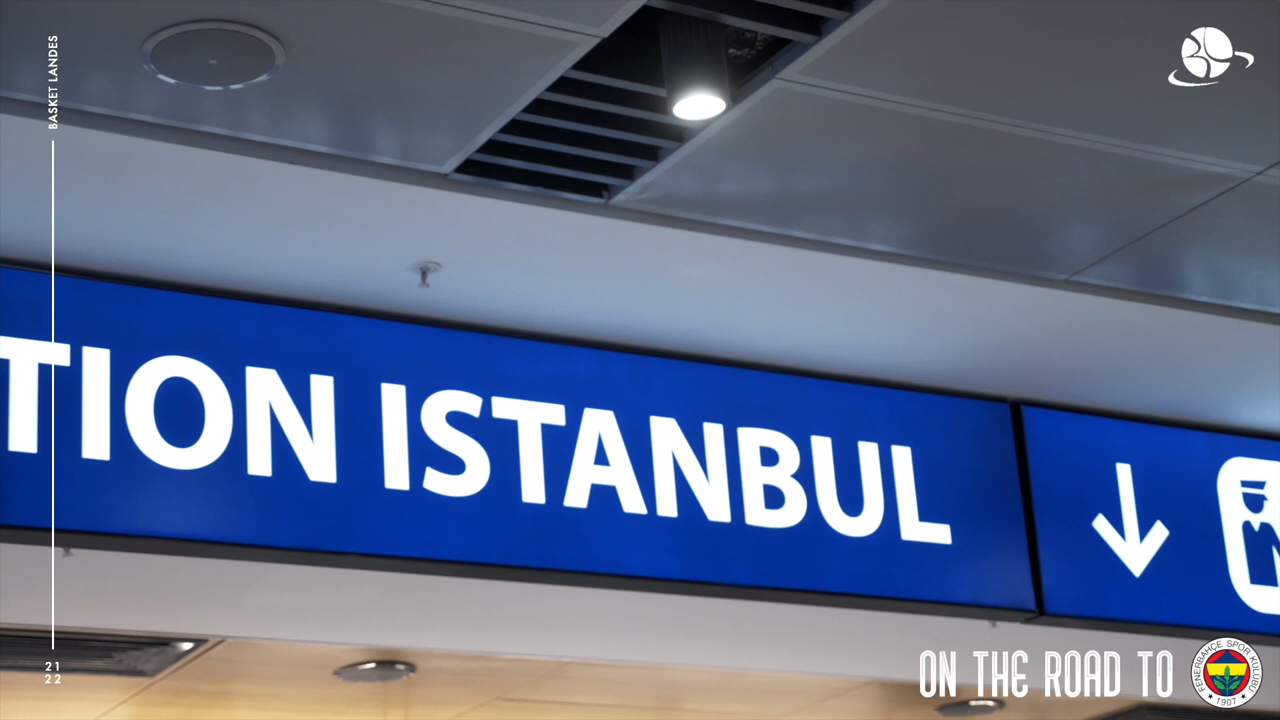 BASKET LANDES
TION ISTANBUL
21
22
ON THE ROAD TO
FENERBAHÇE SPOR KULÜBÜ
1907